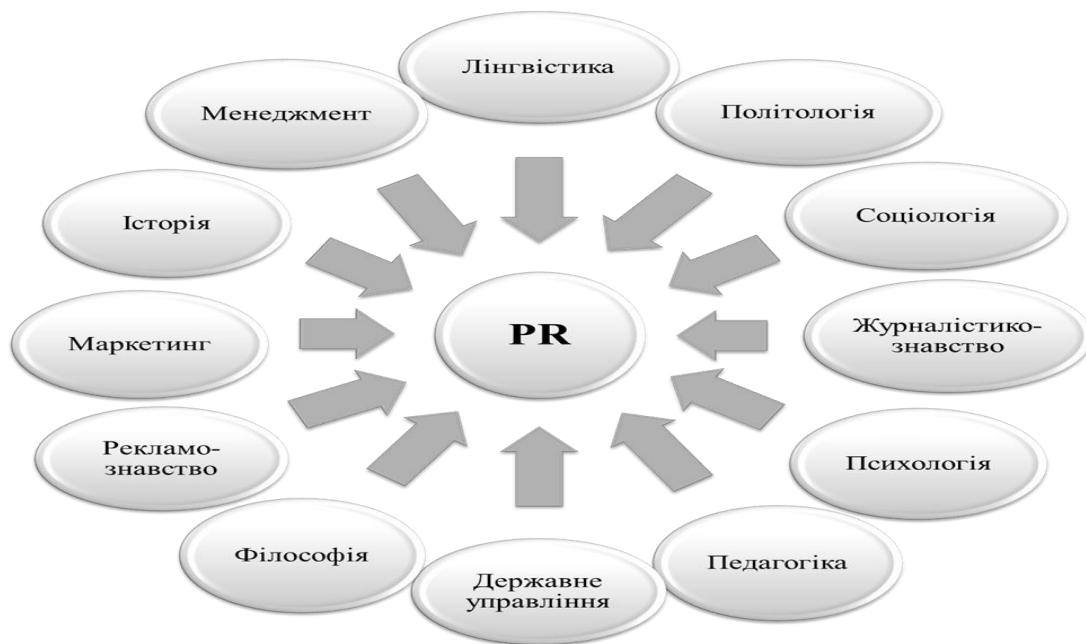 Лінгвістика
Менеджмент
Політологія
Історія
Соціологія
Маркетинг
PR
Журналістико-
знавство
Рекламо-
знавство
Психологія
Філософія
Державне
управління
Педагогіка